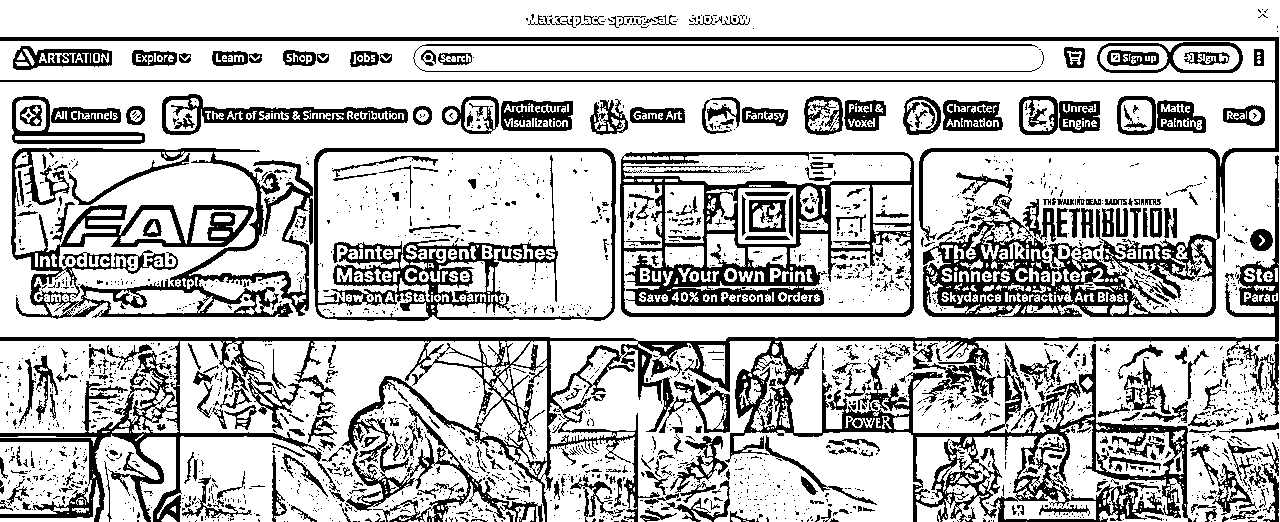 Marketplace Spring Sale SHOP NOW
ARTSTATION
Explore
Learn
Shop
Jobs
Search
Sign up
Sign in
All Channels
The Art of Saints & Sinners: Retribution
Architectural
Visualization
Game Art
Fantasy
Pixel &
Voxel
Character
Animation
Unreal
Engine
Matte
Painting
Real
FAB
Introducing Fab
Marketplace from
Games
Painter Sargent Brushes
Master Course
New on ArtStation Learning
Buy Your Own Print
Save 40% on Personal Orders
THE WALKING DEAD: SAINTS & SINNERS
RETRIBUTION
The Walking Dead: Saints &
Sinners Chapter 2...
Skydance Interactive Art Blast
Stel
Parad
RINGS
POWER
CHARACTER